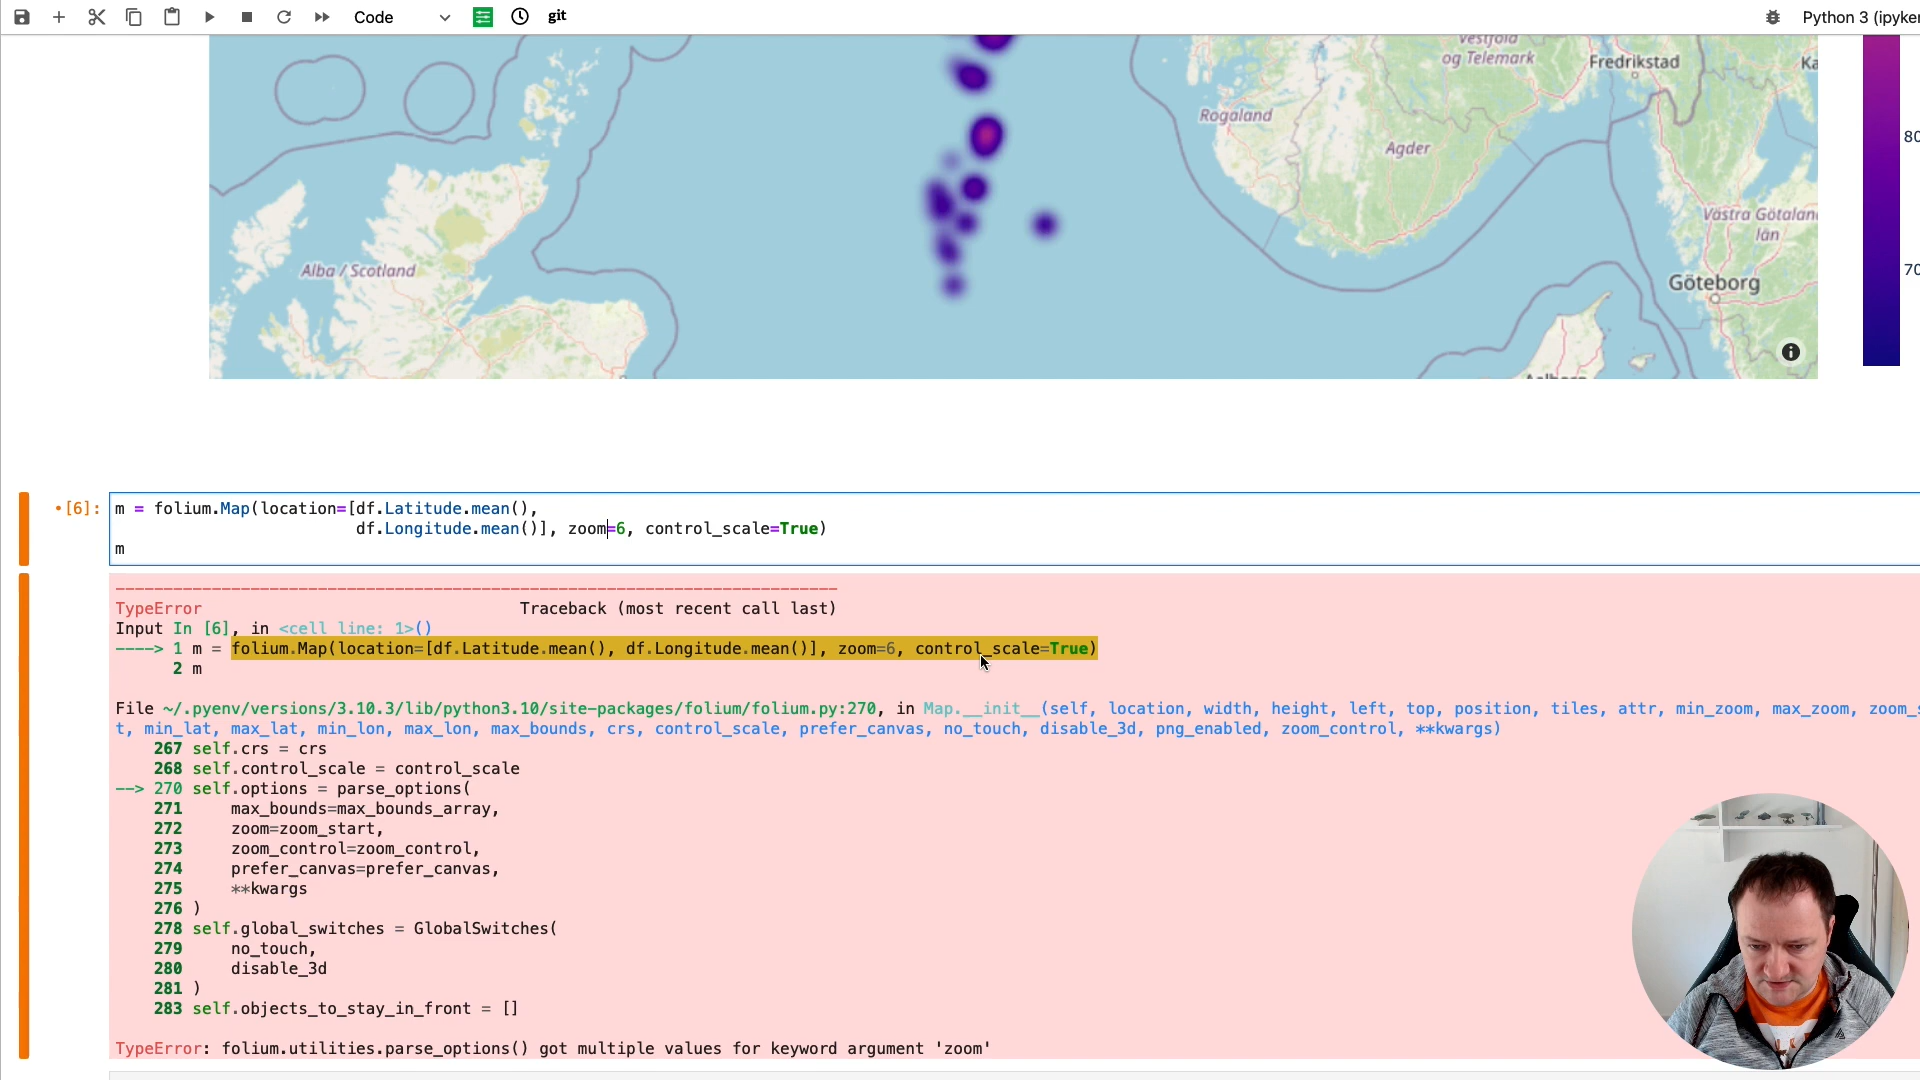 Code
git
Python 3 (ipyker
Vestfold
og Telemark
Fredrikstad
Ka
Rogaland
Agder
80
Västra Götalan
län
Alba / Scotland
70
Göteborg
[6]:
m = folium.Map(location=[df.Latitude.mean(),
df.Longitude.mean()], zoom=6, control_scale=True)
m
---------------------------------------------------------------------------
TypeError                                 Traceback (most recent call last)
Input In [6], in <cell line: 1>()
----> 1 m = folium.Map(location=[df.Latitude.mean(), df.Longitude.mean()], zoom=6, control_scale=True)
2 m
File ~/.pyenv/versions/3.10.3/lib/python3.10/site-packages/folium/folium.py:270, in Map.__init__(self, location, width, height, left, top, position, tiles, attr, min_zoom, max_zoom, zoom_s
t, min_lat, max_lat, min_lon, max_lon, max_bounds, crs, control_scale, prefer_canvas, no_touch, disable_3d, png_enabled, zoom_control, **kwargs)
267 self.crs = crs
268 self.control_scale = control_scale
--> 270 self.options = parse_options(
271     max_bounds=max_bounds_array,
272     zoom=zoom_start,
273     zoom_control=zoom_control,
274     prefer_canvas=prefer_canvas,
275     **kwargs
276 )
278 self.global_switches = GlobalSwitches(
279     no_touch,
280     disable_3d
281 )
283 self.objects_to_stay_in_front = []
TypeError: folium.utilities.parse_options() got multiple values for keyword argument 'zoom'